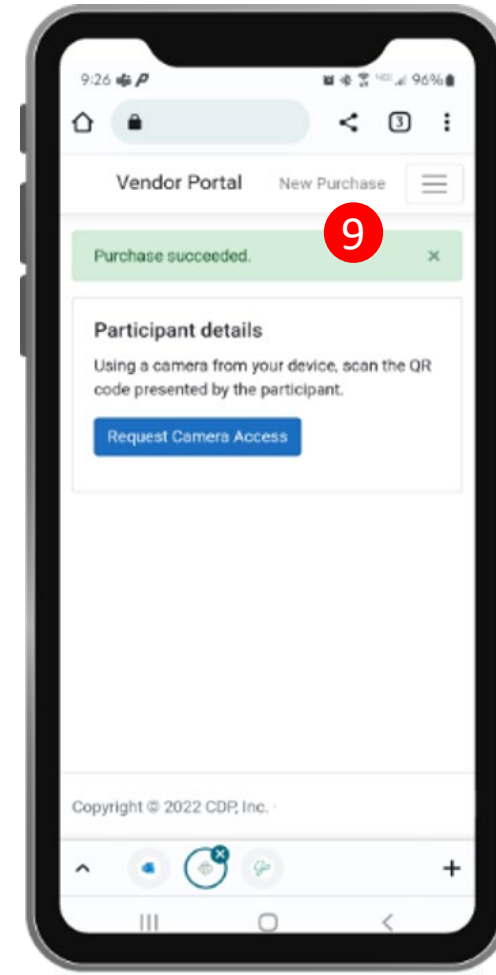 9:26
96%
3
Vendor Portal New Purchase
9
Purchase succeeded. ×
Participant details
Using a camera from your device, scan the QR
code presented by the participant.
Request Camera Access
Copyright © 2022 CDP, Inc. ·